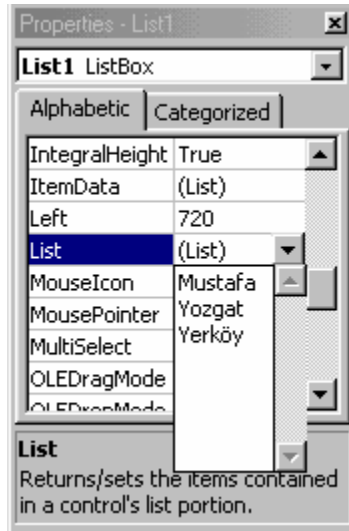 Properties - List1
List1 ListBox
Alphabetic Categorized
IntegralHeight True
ItemData (List)
Left 720
List (List)
MouseIcon Mustafa
MousePointer Yozgat
MultiSelect Yerköy
OLEDragMode
OLEDropMode
List
Returns/sets the items contained
in a control's list portion.